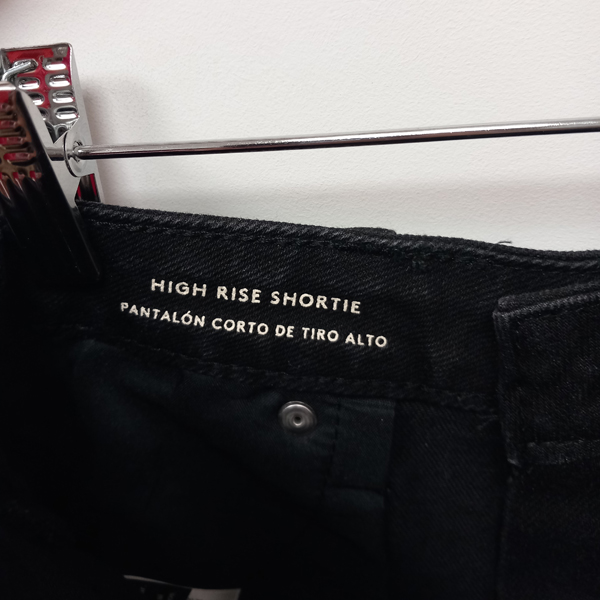 HIGH RISE SHORTIE
PANTALÓN CORTO DE TIRO ALTO